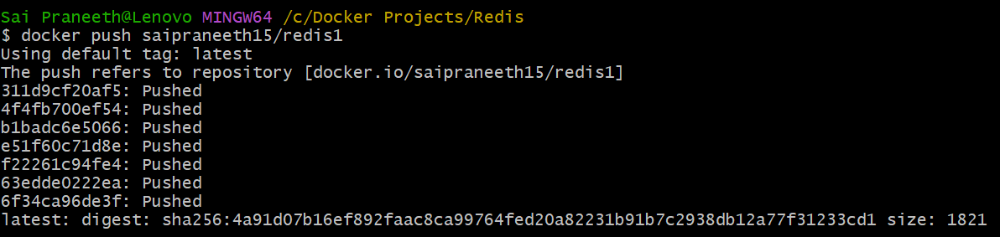 Sai Praneeth@Lenovo MINGW64 /c/Docker Projects/Redis
$ docker push saipraneeth15/redis1
Using default tag: latest
The push refers to repository [docker.io/saipraneeth15/redis1]
311d9cf20af5: Pushed
4f4fb700ef54: Pushed
b1badc6e5066: Pushed
e51f60c71d8e: Pushed
f22261c94fe4: Pushed
63edde0222ea: Pushed
6f34ca96de3f: Pushed
latest: digest: sha256:4a91d07b16ef892faac8ca99764fed20a82231b91b7c2938db12a77f31233cd1 size: 1821